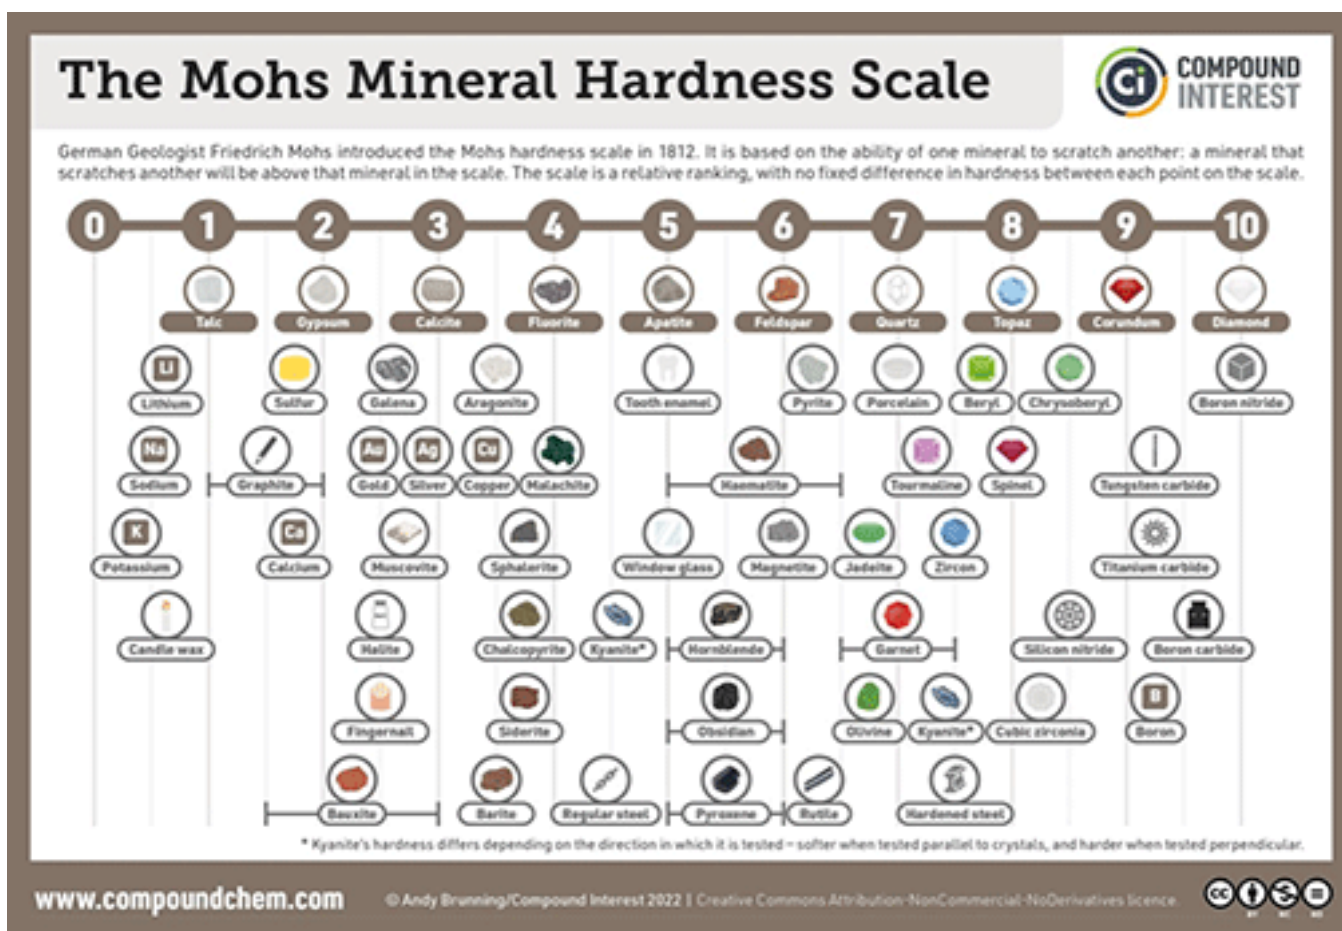 The Mohs Mineral Hardness Scale
Ci COMPOUND
INTEREST
German Geologist Friedrich Mohs introduced the Mohs hardness scale in 1812. It is based on the ability of one mineral to scratch another: a mineral that
scratches another will be above that mineral in the scale. The scale is a relative ranking, with no fixed difference in hardness between each point on the scale.
0 1 2 3 4 5 6 7 8 9 10
Talc Gypsum Calcite Fluorite Apatite Feldspar Quartz Topaz Corundum Diamond
Li
Lithium Sulfur Galena Aragonite Tooth enamel Pyrite Porcelain Beryl Chrysoberyl Boron nitride
Na Au Ag Cu
Sodium Graphite Gold Silver Copper Malachite Haematite Tourmaline Spinel Tungsten carbide
K Ca
Potassium Calcium Muscovite Sphalerite Window glass Magnetite Jadeite Zircon Titanium carbide
Candle wax Halite Chalcopyrite Kyanite* Hornblende Garnet Silicon nitride Boron carbide
B
Fingernail Siderite Obsidian Olivine Kyanite* Cubic zirconia Boron
Bauxite Barite Regular steel Pyroxene Rutile Hardened steel
* Kyanite's hardness differs depending on the direction in which it is tested – softer when tested parallel to crystals, and harder when tested perpendicular.
www.compoundchem.com © Andy Brunning/Compound Interest 2022 | Creative Commons Attribution-NonCommercial-NoDerivatives licence.
cc
BY NC ND